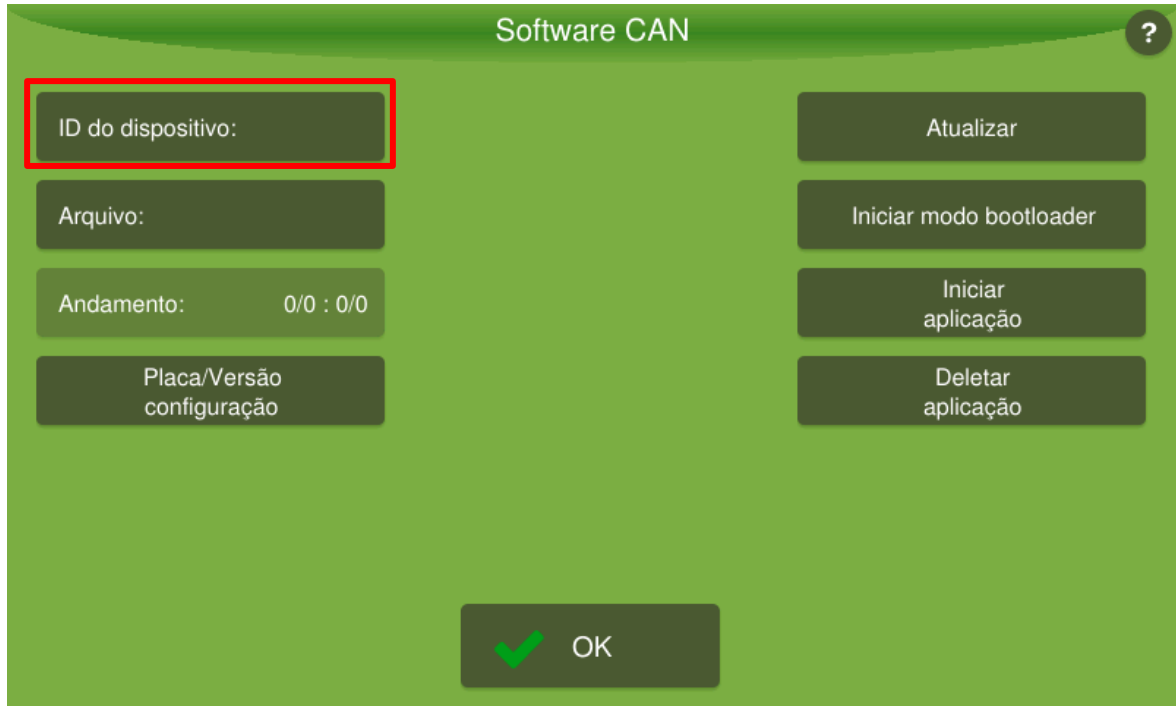 Software CAN
?
ID do dispositivo:
Atualizar
Arquivo:
Iniciar modo bootloader
Andamento: 0/0 : 0/0
Iniciar
aplicação
Placa/Versão
configuração
Deletar
aplicação
OK